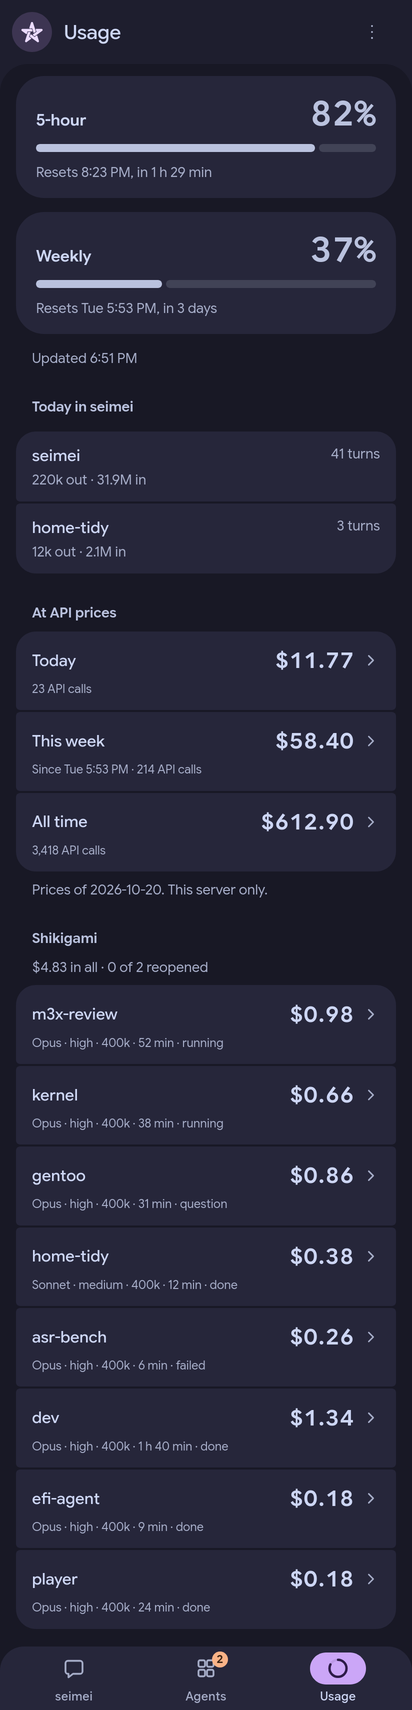 Usage
5-hour
82%
Resets 8:23 PM, in 1 h 29 min
Weekly
37%
Resets Tue 5:53 PM, in 3 days
Updated 6:51 PM
Today in seimei
seimei
41 turns
220k out · 31.9M in
home-tidy
3 turns
12k out · 2.1M in
At API prices
Today
$11.77
23 API calls
This week
$58.40
Since Tue 5:53 PM · 214 API calls
All time
$612.90
3,418 API calls
Prices of 2026-10-20. This server only.
Shikigami
$4.83 in all · 0 of 2 reopened
m3x-review
$0.98
Opus · high · 400k · 52 min · running
kernel
$0.66
Opus · high · 400k · 38 min · running
gentoo
$0.86
Opus · high · 400k · 31 min · question
home-tidy
$0.38
Sonnet · medium · 400k · 12 min · done
asr-bench
$0.26
Opus · high · 400k · 6 min · failed
dev
$1.34
Opus · high · 400k · 1 h 40 min · done
efi-agent
$0.18
Opus · high · 400k · 9 min · done
player
$0.18
Opus · high · 400k · 24 min · done
2
seimei
Agents
Usage